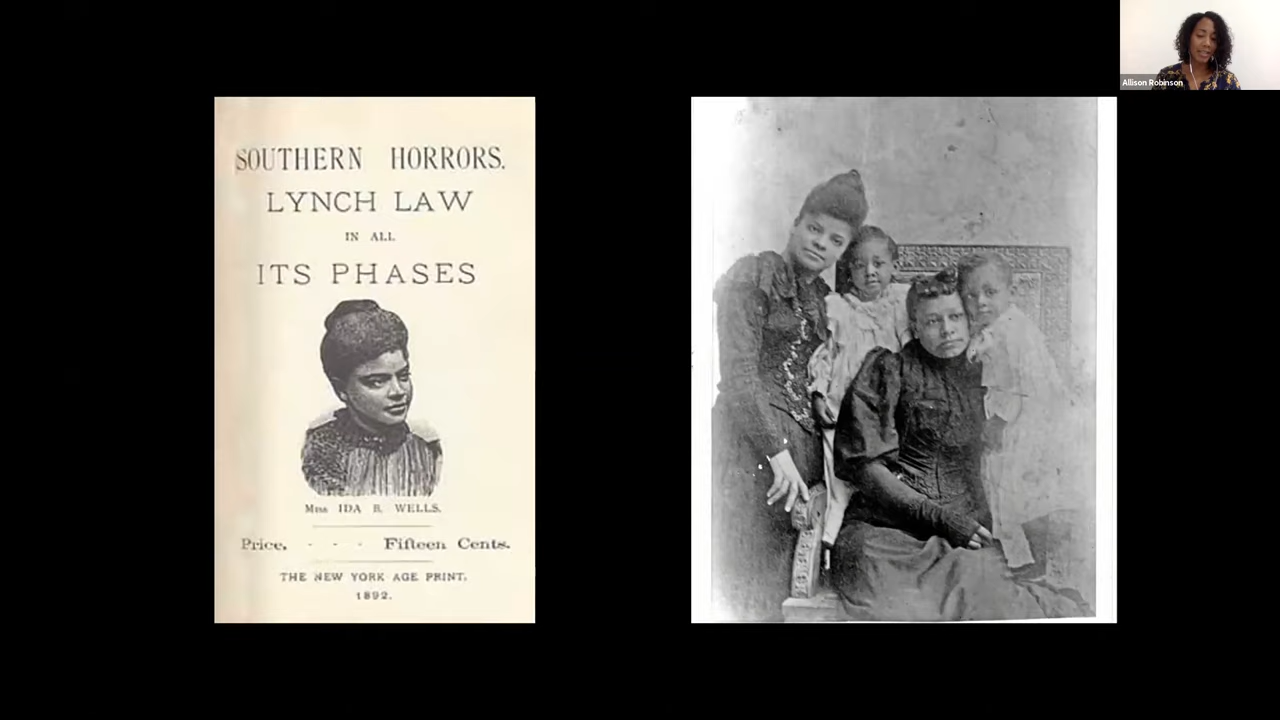 SOUTHERN HORRORS.
LYNCH LAW
IN ALL
ITS PHASES
Miss IDA B. WELLS.
Price, - - - Fifteen Cents.
THE NEW YORK AGE PRINT,
1892.
Allison Robinson